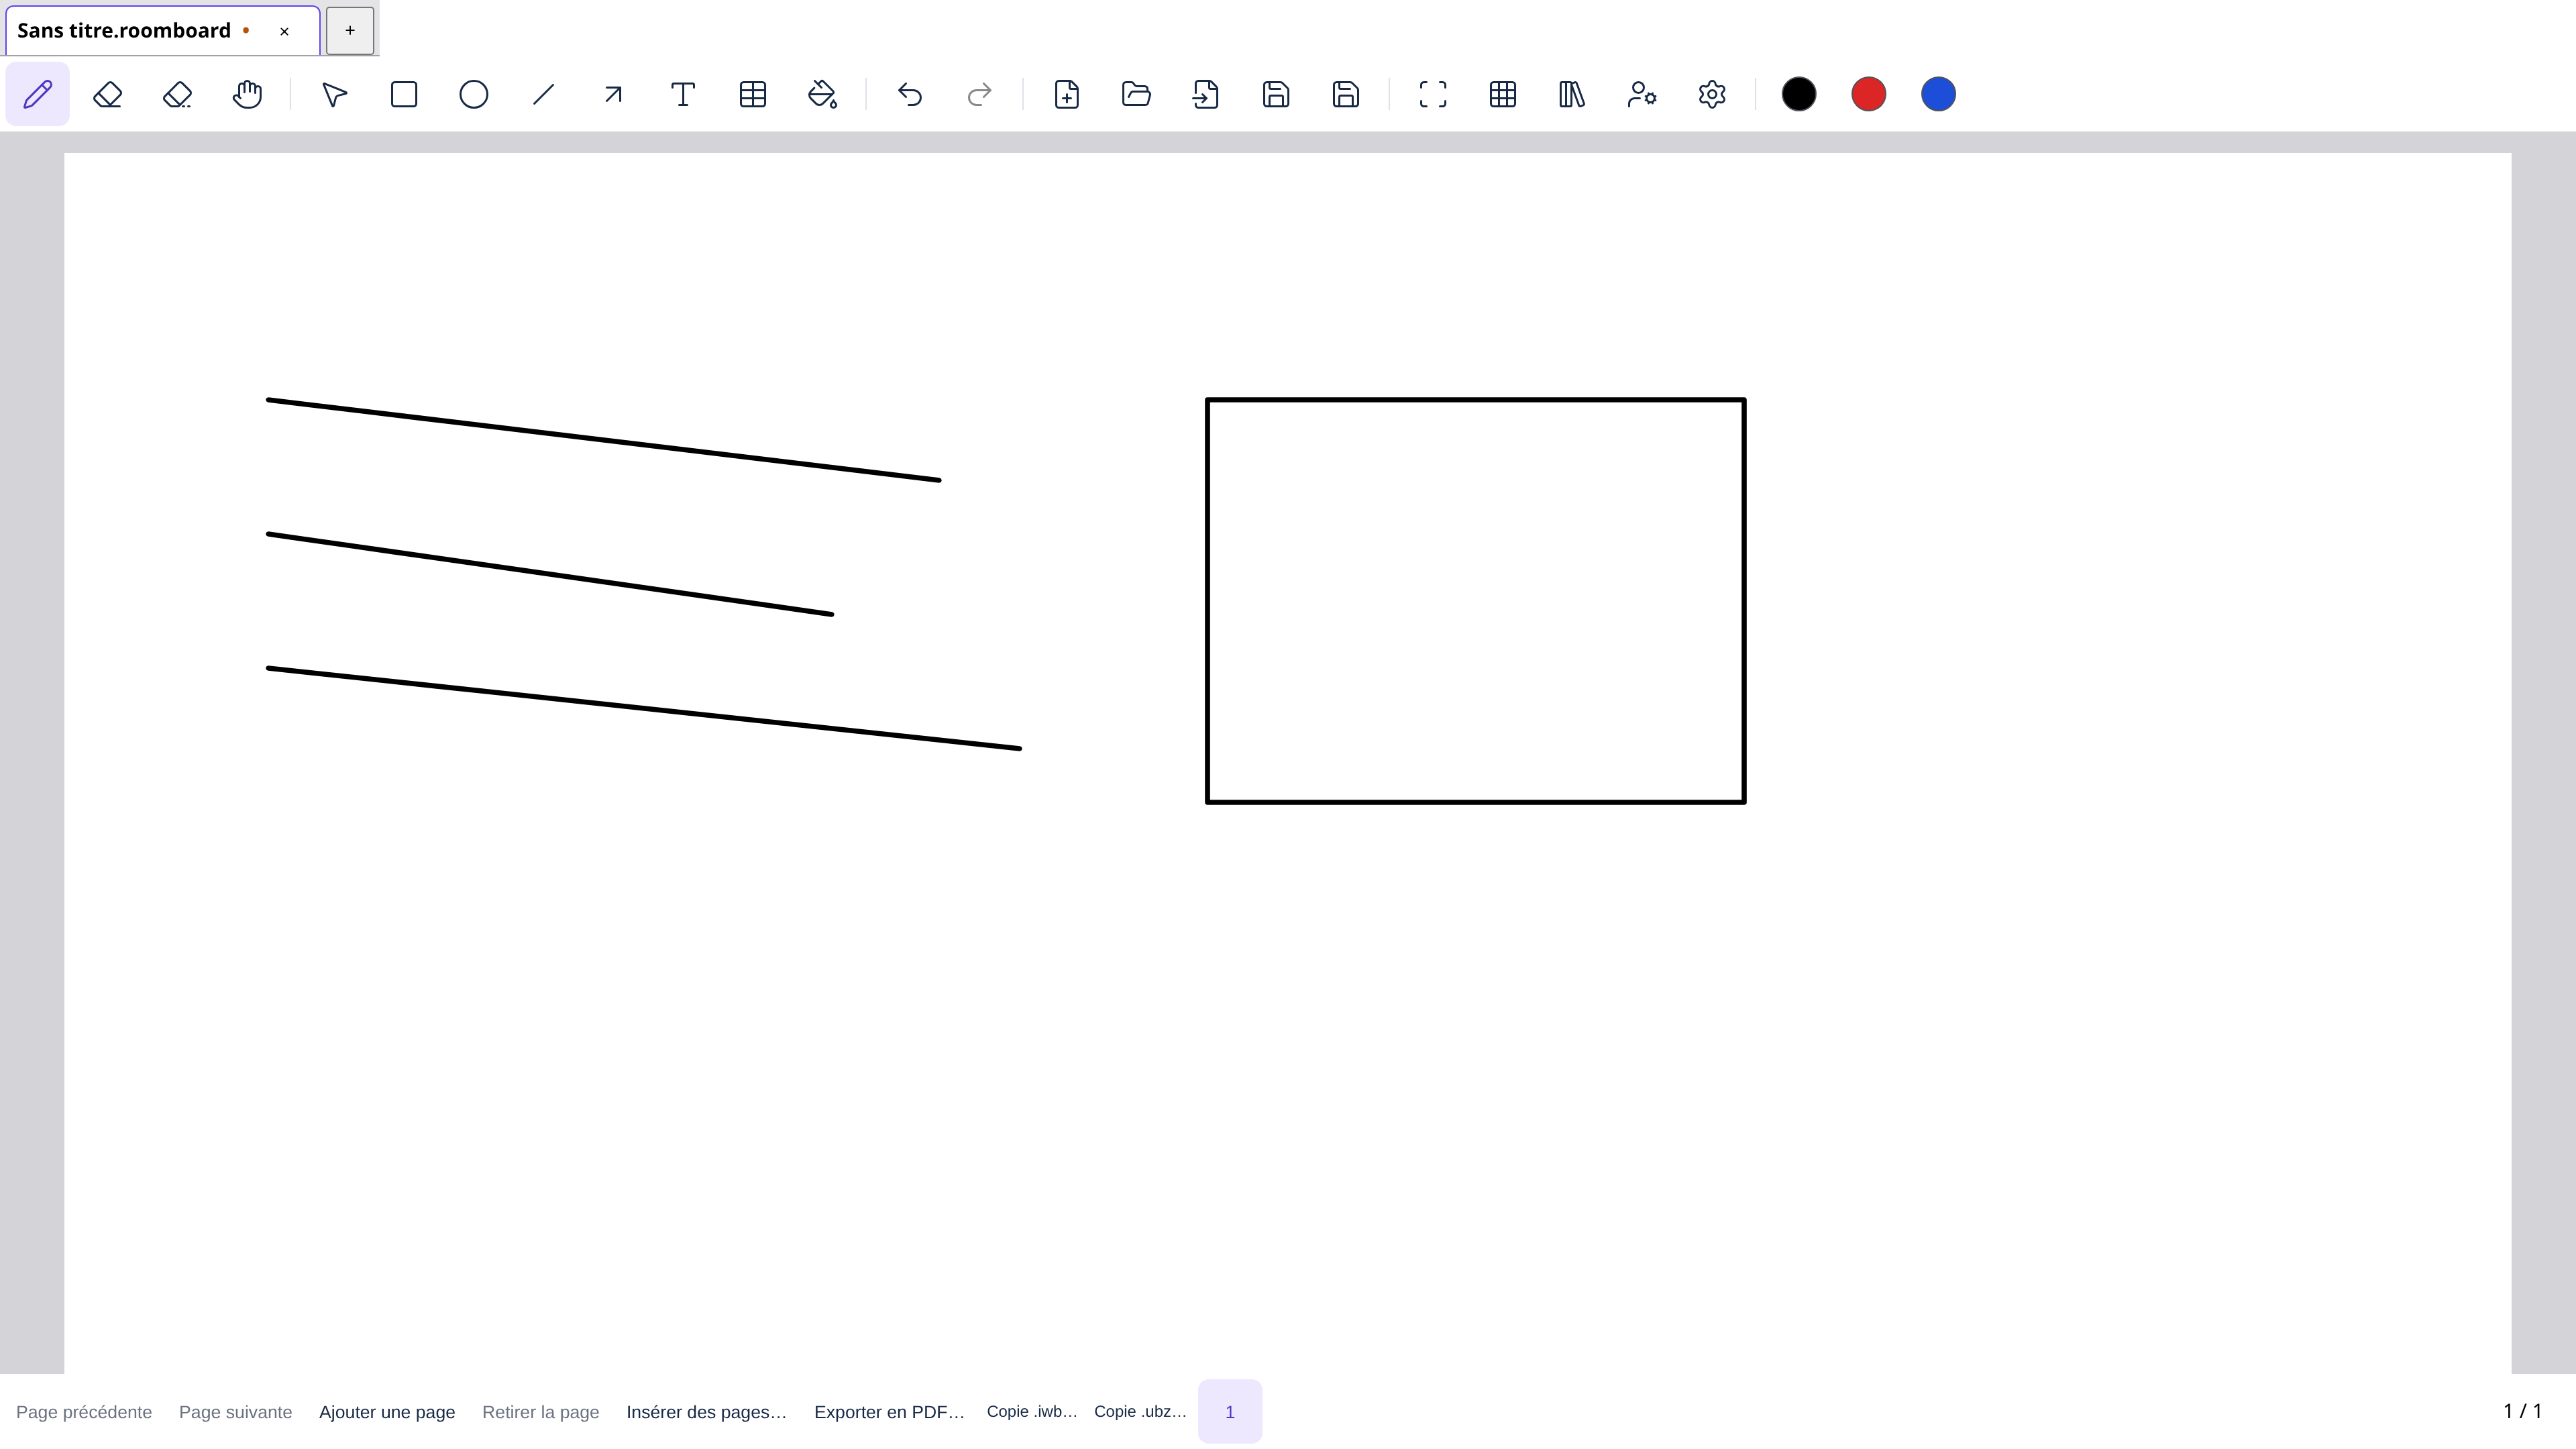 Sans titre.roomboard • × +
Page précédente Page suivante Ajouter une page Retirer la page Insérer des pages… Exporter en PDF… Copie .iwb… Copie .ubz… 1 1 / 1